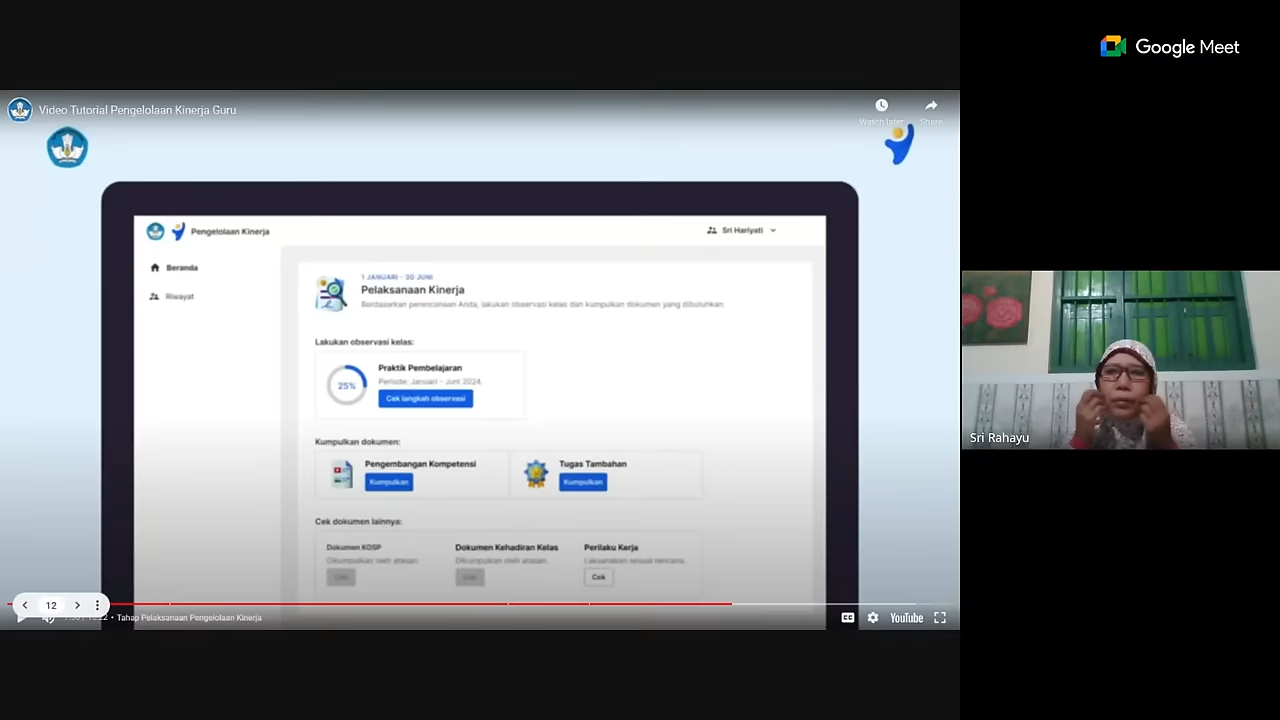 Google Meet
Video Tutorial Pengelolaan Kinerja Guru
Watch later
Share
Pengelolaan Kinerja
Sri Hariyati
Beranda
Riwayat
1 JANUARI - 30 JUNI
Pelaksanaan Kinerja
Berdasarkan perencanaan Anda, lakukan observasi kelas dan kumpulkan dokumen yang dibutuhkan.
Lakukan observasi kelas:
25%
Praktik Pembelajaran
Periode: Januari - Juni 2024
Cek langkah observasi
Kumpulkan dokumen:
Pengembangan Kompetensi
Kumpulkan
Tugas Tambahan
Kumpulkan
Cek dokumen lainnya:
Dokumen KOSP
Dikumpulkan oleh atasan.
Cek
Dokumen Kehadiran Kelas
Dikumpulkan oleh atasan.
Cek
Perilaku Kerja
Laksanakan sesuai rencana.
Cek
12
• Tahap Pelaksanaan Pengelolaan Kinerja
CC
YouTube
Sri Rahayu